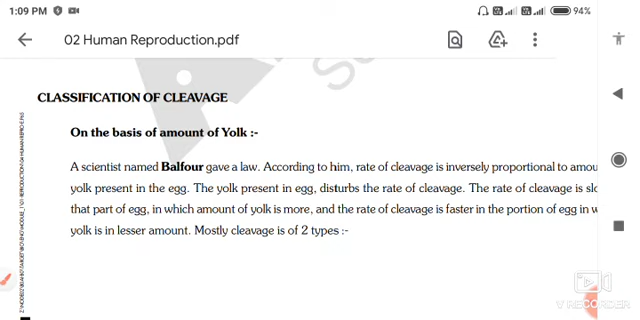 1:09 PM
94%
02 Human Reproduction.pdf
CLASSIFICATION OF CLEAVAGE
On the basis of amount of Yolk :-
A scientist named Balfour gave a law. According to him, rate of cleavage is inversely proportional to amou
yolk present in the egg. The yolk present in egg, disturbs the rate of cleavage. The rate of cleavage is slo
that part of egg, in which amount of yolk is more, and the rate of cleavage is faster in the portion of egg in w
yolk is in lesser amount. Mostly cleavage is of 2 types :-
V RECORDER